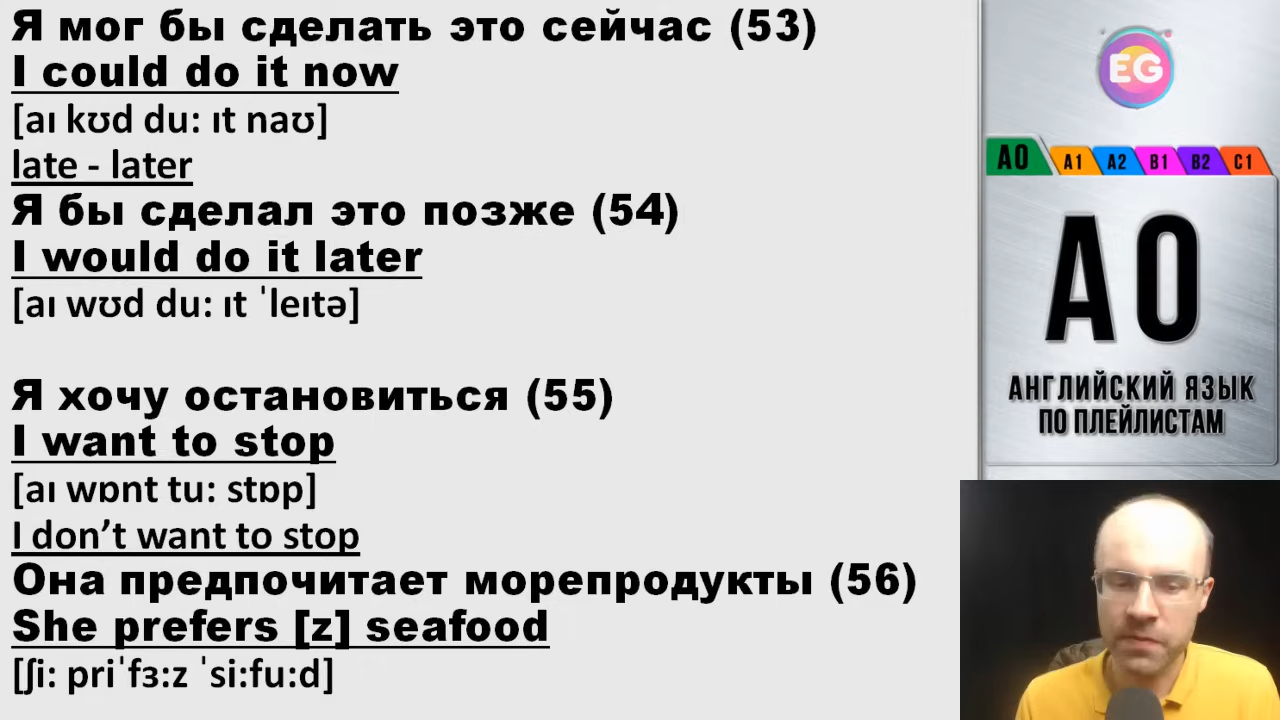 Я мог бы сделать это сейчас (53)
I could do it now
[aɪ kʊd du: ɪt naʊ]
late - later
Я бы сделал это позже (54)
I would do it later
[aɪ wʊd du: ɪt ˈleɪtə]
Я хочу остановиться (55)
I want to stop
[aɪ wɒnt tu: stɒp]
I don’t want to stop
Она предпочитает морепродукты (56)
She prefers [z] seafood
[ʃi: priˈfɜ:z ˈsi:fu:d]
EG
A0 A1 A2 B1 B2 C1
A0
АНГЛИЙСКИЙ ЯЗЫК
ПО ПЛЕЙЛИСТАМ